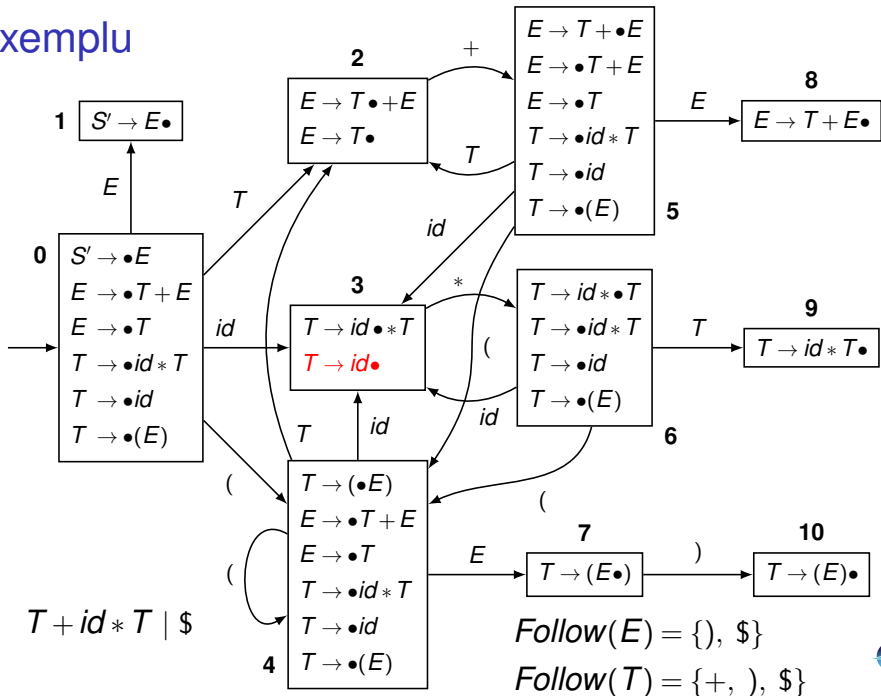 xemplu
1
S′ → E•
E
0
S′ → •E
E → •T + E
E → •T
T → •id ∗ T
T → •id
T → •(E)
T
id
(
2
E → T• + E
E → T•
+
T
5
E → T + •E
E → •T + E
E → •T
T → •id ∗ T
T → •id
T → •(E)
E
8
E → T + E•
id
(
3
T → id• ∗ T
T → id•
∗
id
6
T → id ∗ •T
T → •id ∗ T
T → •id
T → •(E)
T
9
T → id ∗ T•
(
T
id
4
T → (•E)
E → •T + E
E → •T
T → •id ∗ T
T → •id
T → •(E)
(
E
7
T → (E•)
)
10
T → (E)•
T + id ∗ T | $
Follow(E) = {), $}
Follow(T) = {+, ), $}